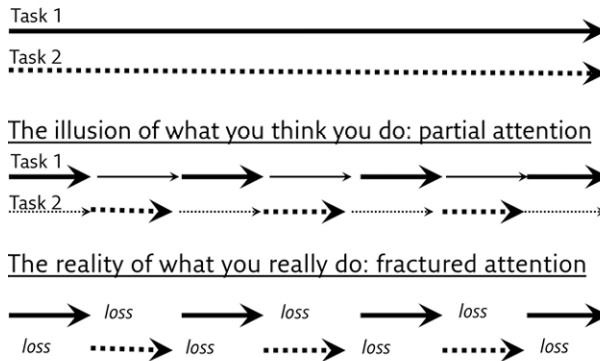 Task 1
Task 2
The illusion of what you think you do: partial attention
Task 1
Task 2
The reality of what you really do: fractured attention
loss loss loss
loss loss loss loss